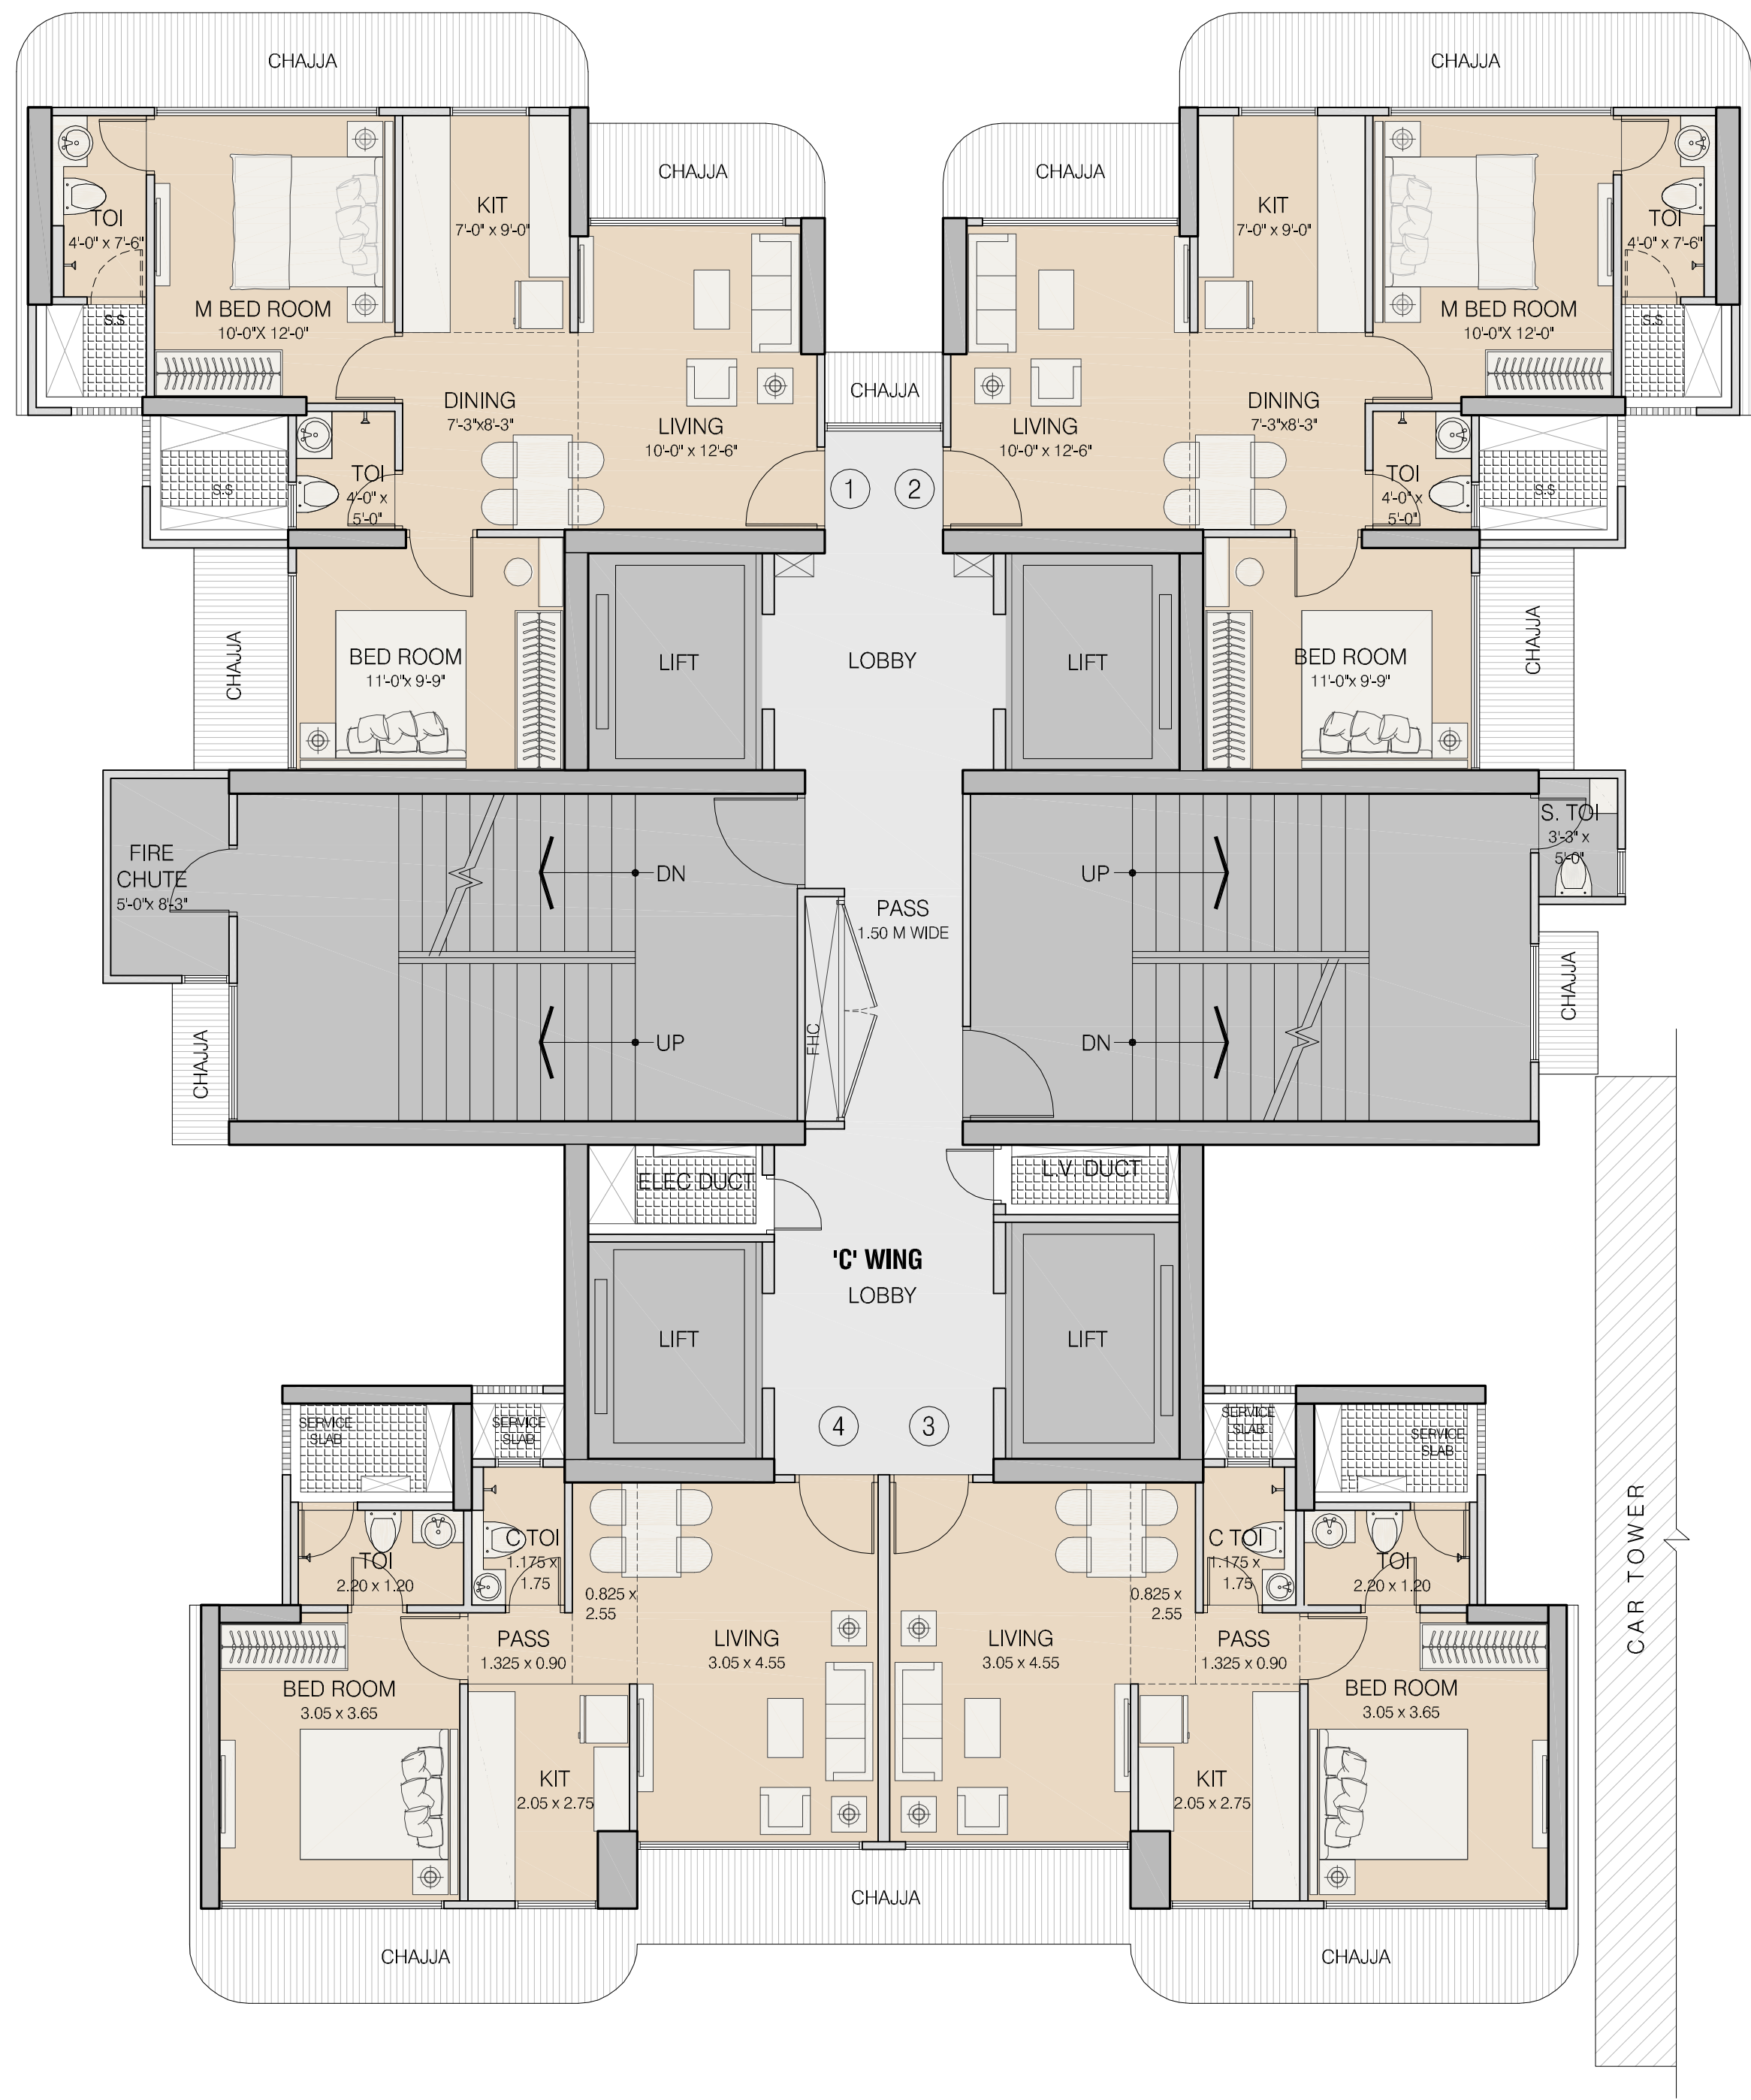 CHAJJA
CHAJJA
CHAJJA
CHAJJA
TOI
4'-0" x 7'-6"
KIT
7'-0" x 9'-0"
KIT
7'-0" x 9'-0"
TOI
4'-0" x 7'-6"
M BED ROOM
10'-0"X 12'-0"
S.S
M BED ROOM
10'-0"X 12'-0"
S.S
CHAJJA
DINING
7'-3"x8'-3"
LIVING
10'-0" x 12'-6"
LIVING
10'-0" x 12'-6"
DINING
7'-3"x8'-3"
S.S
TOI
4'-0" x
5'-0"
1
2
TOI
4'-0" x
5'-0"
S.S
CHAJJA
BED ROOM
11'-0"x 9'-9"
LIFT
LOBBY
LIFT
BED ROOM
11'-0"x 9'-9"
CHAJJA
FIRE
CHUTE
5'-0"x 8'-3"
DN
UP
S. TOI
3'-3" x
5'-0"
PASS
1.50 M WIDE
CHAJJA
UP
FHC
DN
CHAJJA
ELEC DUCT
L.V. DUCT
'C' WING
LOBBY
LIFT
LIFT
4
3
SERVICE
SLAB
SERVICE
SLAB
SERVICE
SLAB
SERVICE
SLAB
TOI
2.20 x 1.20
C TOI
1.175 x
1.75
0.825 x
2.55
0.825 x
2.55
C TOI
1.175 x
1.75
TOI
2.20 x 1.20
CAR TOWER
PASS
1.325 x 0.90
LIVING
3.05 x 4.55
LIVING
3.05 x 4.55
PASS
1.325 x 0.90
BED ROOM
3.05 x 3.65
BED ROOM
3.05 x 3.65
KIT
2.05 x 2.75
KIT
2.05 x 2.75
CHAJJA
CHAJJA
CHAJJA